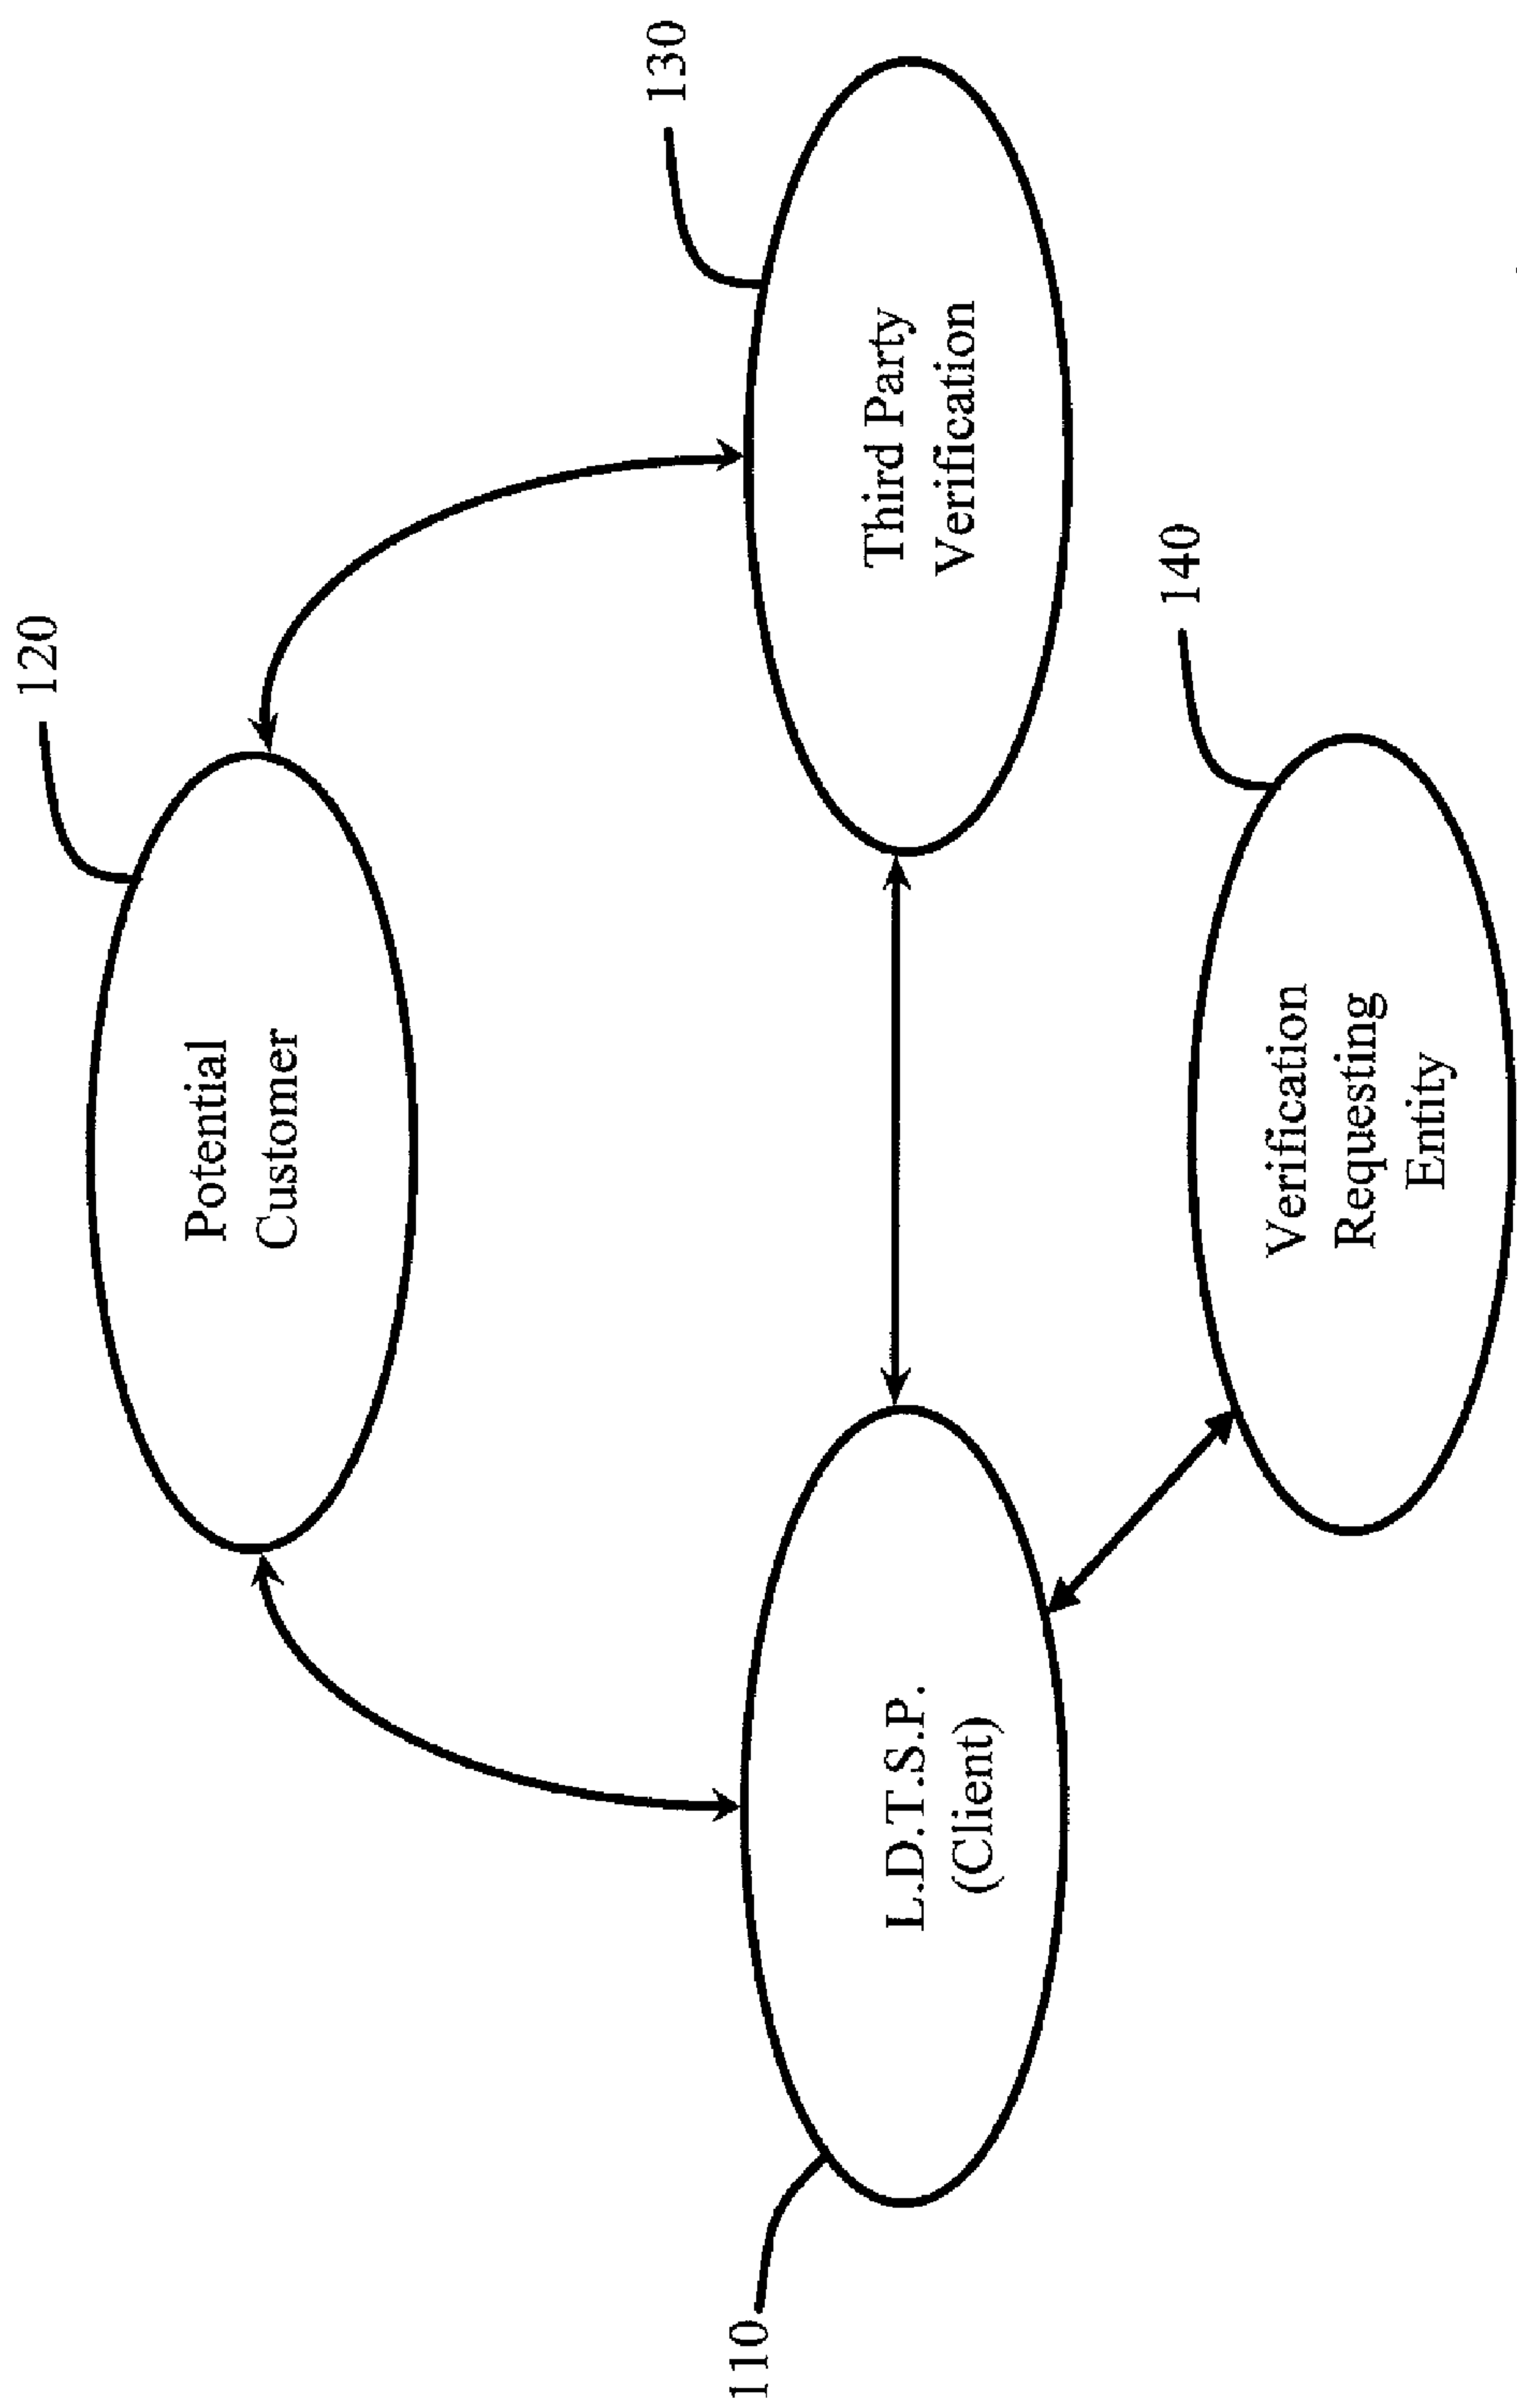 120
Potential
Customer
130
110
L.D.T.S.P.
(Client)
Third Party
Verification
140
Verification
Requesting
Entity